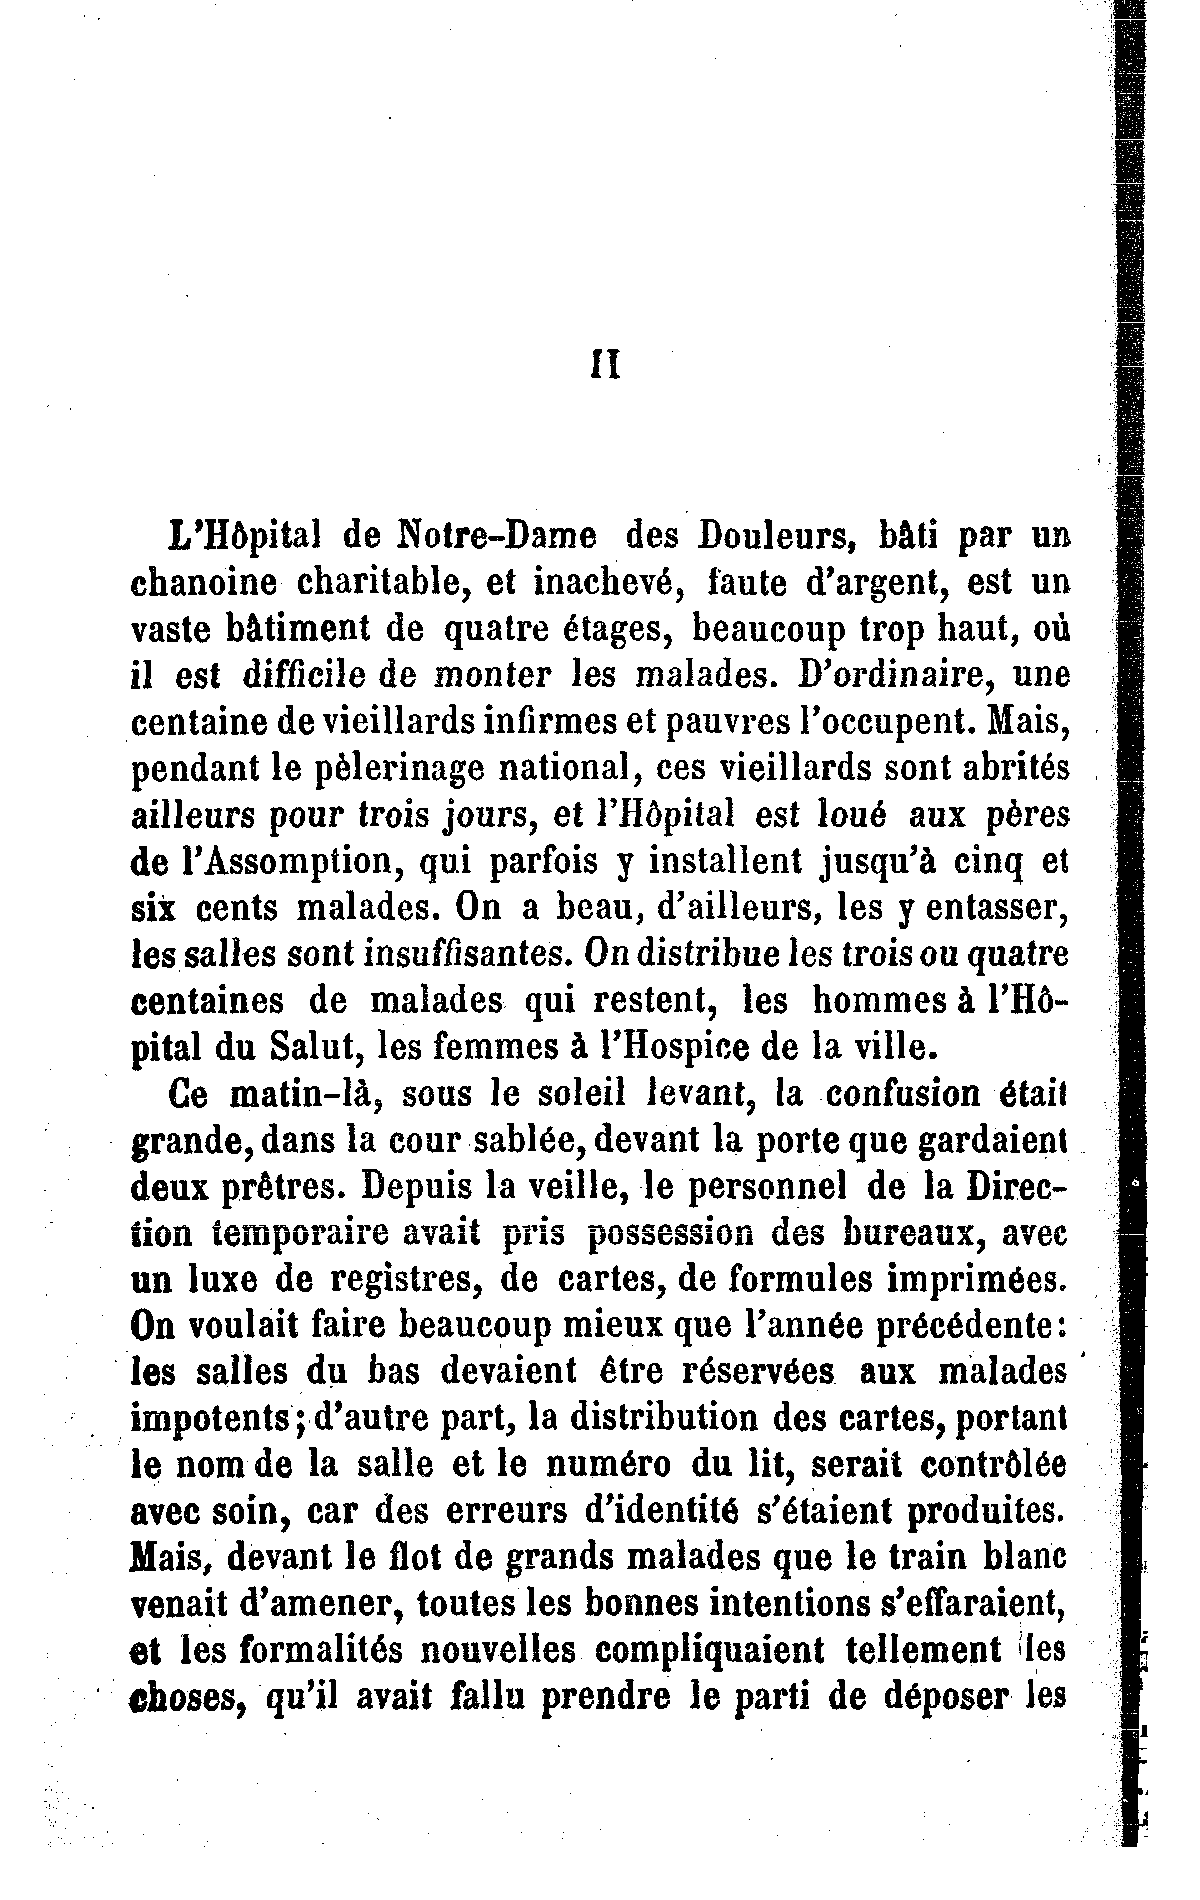 II
L'Hôpital de Notre-Dame des Douleurs, bâti par un
chanoine charitable, et inachevé, faute d'argent, est un
vaste bâtiment de quatre étages, beaucoup trop haut, où
il est difficile de monter les malades. D'ordinaire, une
centaine de vieillards infirmes et pauvres l'occupent. Mais,
pendant le pèlerinage national, ces vieillards sont abrités
ailleurs pour trois jours, et l'Hôpital est loué aux pères
de l'Assomption, qui parfois y installent jusqu'à cinq et
six cents malades. On a beau, d'ailleurs, les y entasser,
les salles sont insuffisantes. On distribue les trois ou quatre
centaines de malades qui restent, les hommes à l'Hô-
pital du Salut, les femmes à l'Hospice de la ville.
Ce matin-là, sous le soleil levant, la confusion était
grande, dans la cour sablée, devant la porte que gardaient
deux prêtres. Depuis la veille, le personnel de la Direc-
tion temporaire avait pris possession des bureaux, avec
un luxe de registres, de cartes, de formules imprimées.
On voulait faire beaucoup mieux que l'année précédente:
les salles du bas devaient être réservées aux malades
impotents; d'autre part, la distribution des cartes, portant
le nom de la salle et le numéro du lit, serait contrôlée
avec soin, car des erreurs d'identité s'étaient produites.
Mais, devant le flot de grands malades que le train blanc
venait d'amener, toutes les bonnes intentions s'effaraient,
et les formalités nouvelles compliquaient tellement les
choses, qu'il avait fallu prendre le parti de déposer les